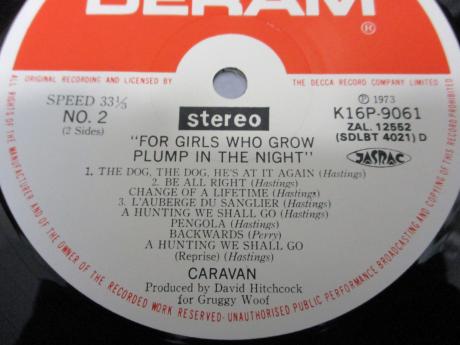 DERAM
®
ORIGINAL RECORDING AND LICENSED BY THE DECCA RECORD COMPANY LIMITED
SPEED 33⅓
NO. 2
(2 Sides)
stereo
Ⓟ 1973
K16P-9061
ZAL. 12552
(SDLBT 4021) D
JASRAC
"FOR GIRLS WHO GROW
PLUMP IN THE NIGHT"
1. THE DOG, THE DOG, HE'S AT IT AGAIN (Hastings)
2. BE ALL RIGHT (Hastings)
CHANGE OF A LIFETIME (Hastings)
3. L'AUBERGE DU SANGLIER (Hastings)
A HUNTING WE SHALL GO (Hastings)
PENGOLA (Hastings)
BACKWARDS (Perry)
A HUNTING WE SHALL GO
(Reprise) (Hastings)
CARAVAN
Produced by David Hitchcock
for Gruggy Woof
ALL RIGHTS OF THE MANUFACTURER AND OF THE OWNER OF THE RECORDED WORK RESERVED-UNAUTHORISED PUBLIC PERFORMANCE BROADCASTING AND COPYING OF THIS RECORD PROHIBITED